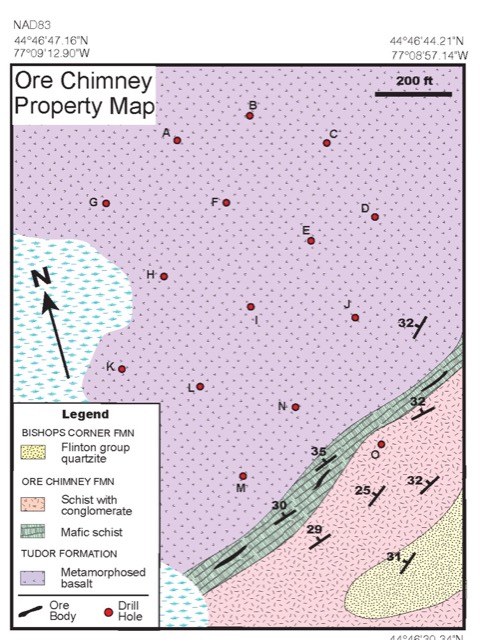 NAD83
44°46'47.16"N
77°09'12.90"W
44°46'44.21"N
77°08'57.14"W
Ore Chimney
Property Map
200 ft
B
A
C
G
F
D
E
H
I
J
N
32
K
L
N
32
35
O
M
25
32
30
29
31
Legend
BISHOPS CORNER FMN
Flinton group
quartzite
ORE CHIMNEY FMN
Schist with
conglomerate
Mafic schist
TUDOR FORMATION
Metamorphosed
basalt
Ore
Body
Drill
Hole